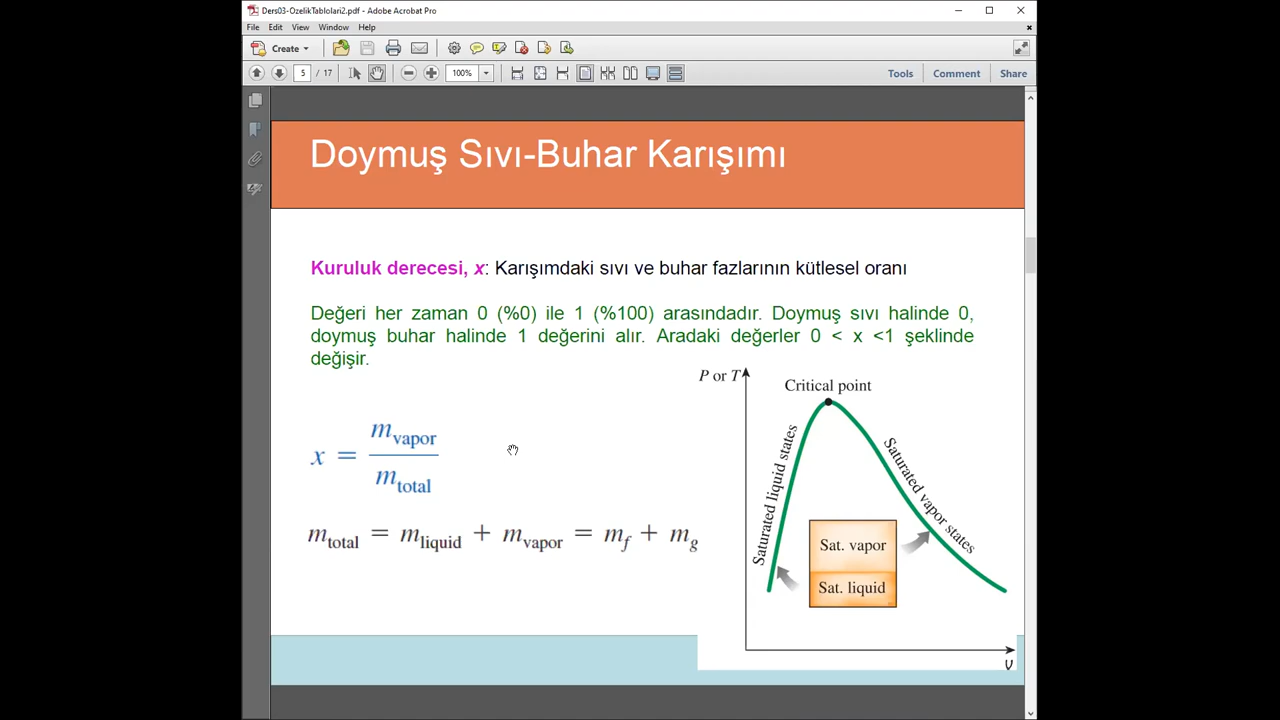 Ders03-OzelikTablolari2.pdf - Adobe Acrobat Pro
File Edit View Window Help
Create
5 / 17 100% Tools Comment Share
Doymuş Sıvı-Buhar Karışımı
Kuruluk derecesi, x: Karışımdaki sıvı ve buhar fazlarının kütlesel oranı
Değeri her zaman 0 (%0) ile 1 (%100) arasındadır. Doymuş sıvı halinde 0,
doymuş buhar halinde 1 değerini alır. Aradaki değerler 0 < x <1 şeklinde
değişir.
P or T
Critical point
x = m_vapor / m_total
m_total = m_liquid + m_vapor = m_f + m_g
Saturated liquid states
Saturated vapor states
Sat. vapor
Sat. liquid
υ